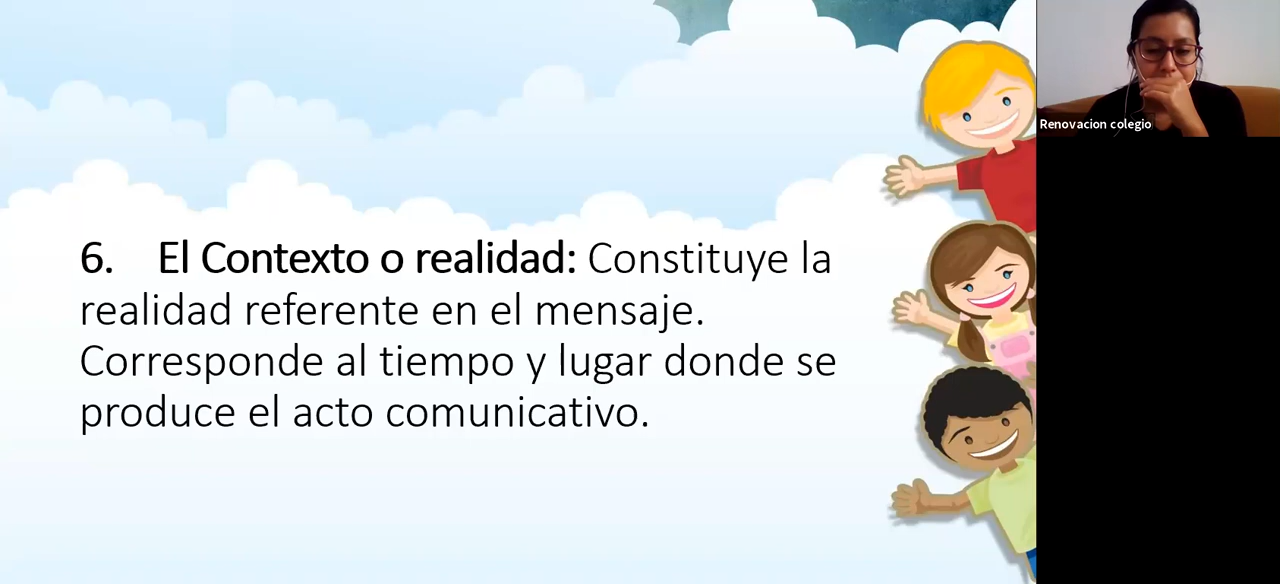 6. El Contexto o realidad: Constituye la
realidad referente en el mensaje.
Corresponde al tiempo y lugar donde se
produce el acto comunicativo.
Renovacion colegio